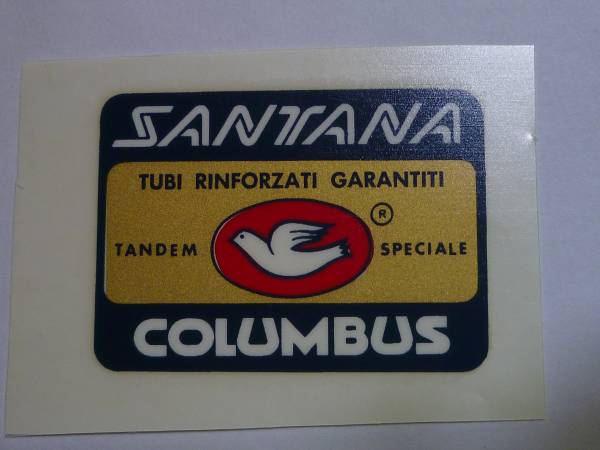 SANTANA
TUBI RINFORZATI GARANTITI
®
TANDEM SPECIALE
COLUMBUS